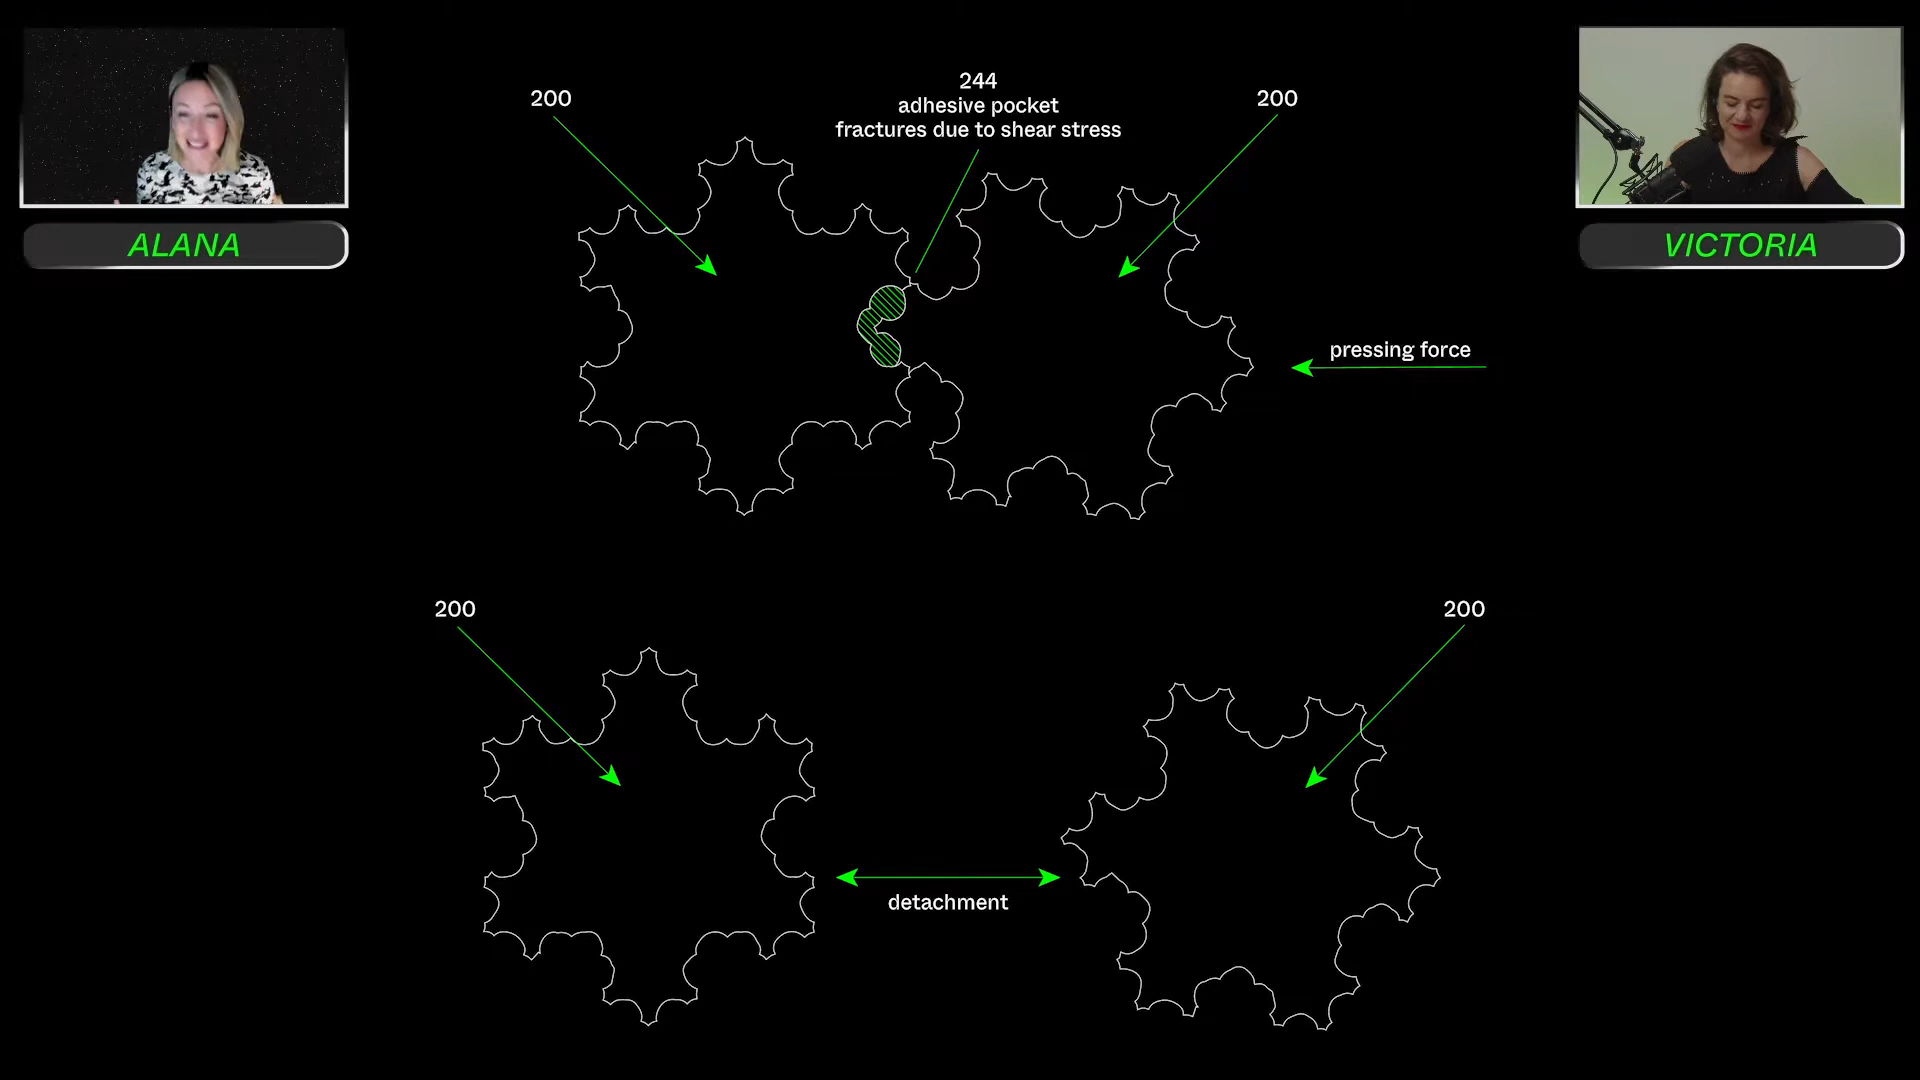 200
244
adhesive pocket
fractures due to shear stress
200
ALANA
VICTORIA
pressing force
200
200
detachment